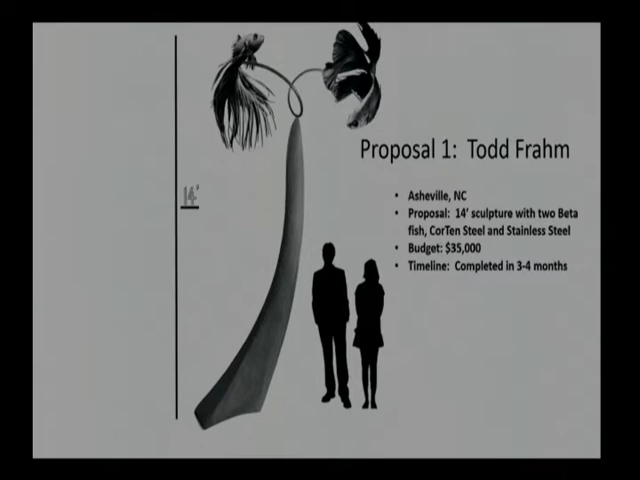 Proposal 1: Todd Frahm
14'
• Asheville, NC
• Proposal: 14' sculpture with two Beta
fish, CorTen Steel and Stainless Steel
• Budget: $35,000
• Timeline: Completed in 3-4 months